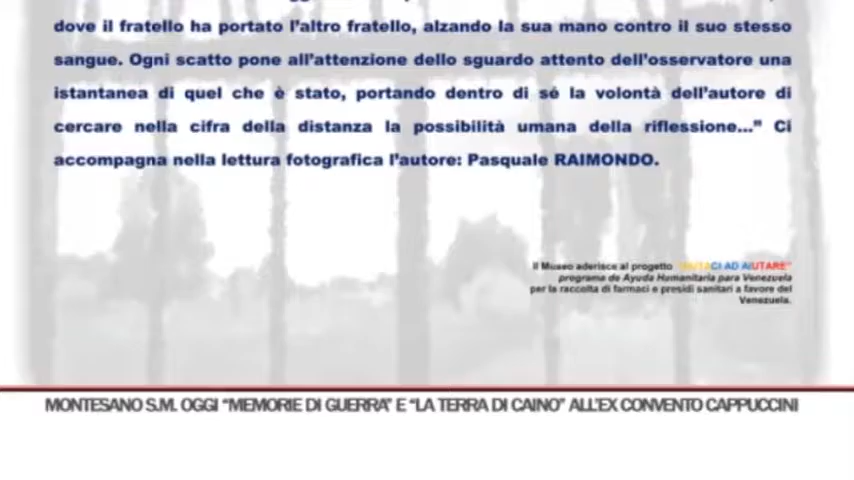 dove il fratello ha portato l'altro fratello, alzando la sua mano contro il suo stesso
sangue. Ogni scatto pone all'attenzione dello sguardo attento dell'osservatore una
istantanea di quel che è stato, portando dentro di sé la volontà dell'autore di
cercare nella cifra della distanza la possibilità umana della riflessione..." Ci
accompagna nella lettura fotografica l'autore: Pasquale RAIMONDO.
Il Museo aderisce al progetto "AIUTACI AD AIUTARE"
programa de Ayuda Humanitaria para Venezuela
per la raccolta di farmaci e presidi sanitari a favore del
Venezuela.
MONTESANO S.M. OGGI "MEMORIE DI GUERRA" E "LA TERRA DI CAINO" ALL'EX CONVENTO CAPPUCCINI